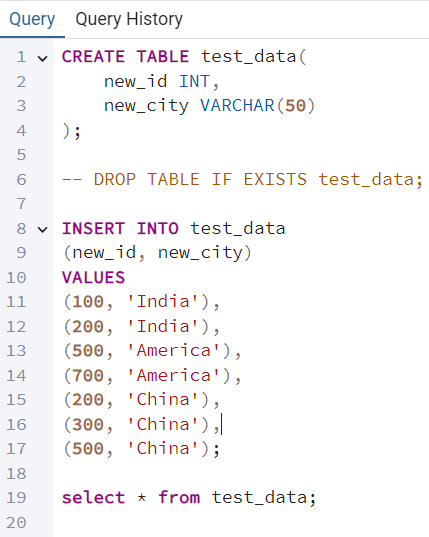 Query Query History
1 CREATE TABLE test_data(
2 new_id INT,
3 new_city VARCHAR(50)
4 );
5
6 -- DROP TABLE IF EXISTS test_data;
7
8 INSERT INTO test_data
9 (new_id, new_city)
10 VALUES
11 (100, 'India'),
12 (200, 'India'),
13 (500, 'America'),
14 (700, 'America'),
15 (200, 'China'),
16 (300, 'China'),
17 (500, 'China');
18
19 select * from test_data;
20